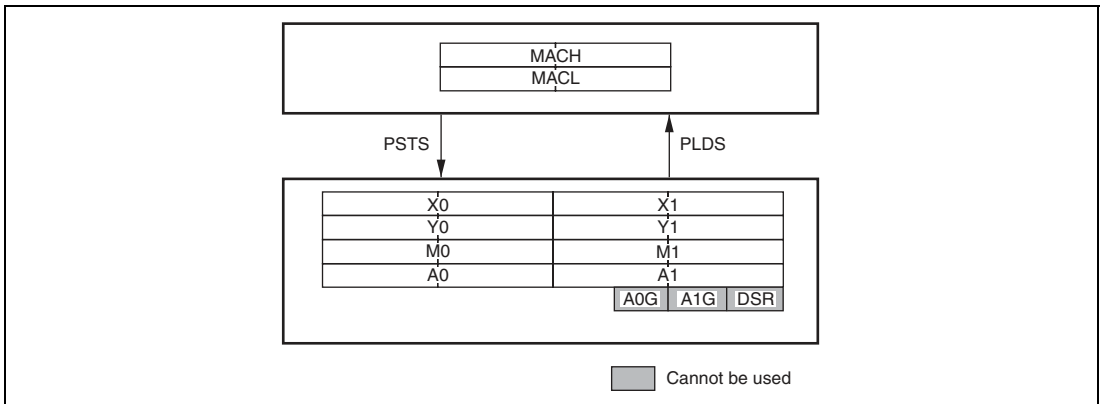 MACH
MACL
PSTS PLDS
X0 X1
Y0 Y1
M0 M1
A0 A1
A0G A1G DSR
Cannot be used